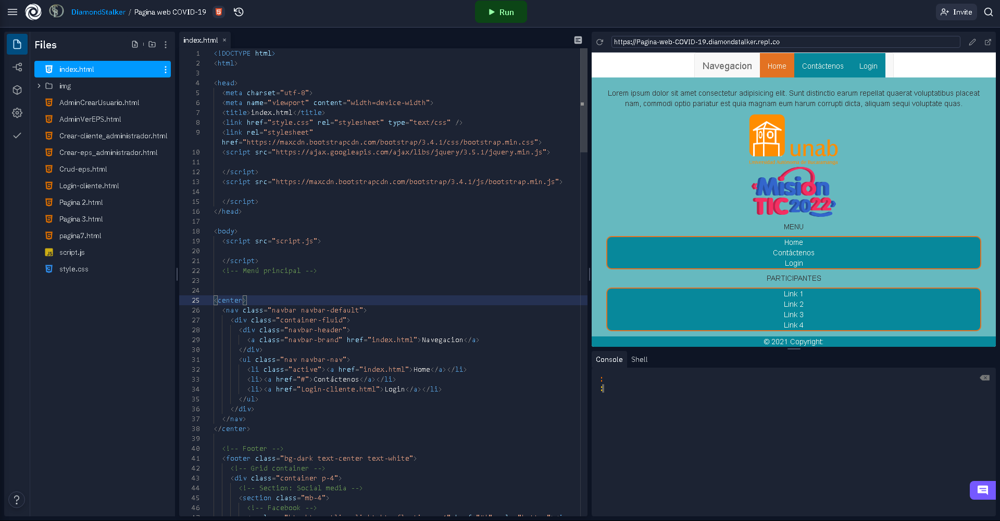 DiamondStalker / Pagina web COVID-19
Run
Invite
Files
index.html
img
AdminCrearUsuario.html
AdminVerEPS.html
Crear-cliente_administrador.html
Crear-eps_administrador.html
Crud-eps.html
Login-cliente.html
Pagina 2.html
Pagina 3.html
pagina7.html
script.js
style.css
?
index.html ×
1 <!DOCTYPE html>
2 <html>
3
4 <head>
5 <meta charset="utf-8">
6 <meta name="viewport" content="width=device-width">
7 <title>index.html</title>
8 <link href="style.css" rel="stylesheet" type="text/css" />
9 <link rel="stylesheet"
href="https://maxcdn.bootstrapcdn.com/bootstrap/3.4.1/css/bootstrap.min.css">
10 <script src="https://ajax.googleapis.com/ajax/libs/jquery/3.5.1/jquery.min.js">
11
12 </script>
13 <script src="https://maxcdn.bootstrapcdn.com/bootstrap/3.4.1/js/bootstrap.min.js">
14
15 </script>
16 </head>
17
18 <body>
19 <script src="script.js">
20
21 </script>
22 <!-- Menú principal -->
23
24
25 <center>
26 <nav class="navbar navbar-default">
27 <div class="container-fluid">
28 <div class="navbar-header">
29 <a class="navbar-brand" href="index.html">Navegacion</a>
30 </div>
31 <ul class="nav navbar-nav">
32 <li class="active"><a href="index.html">Home</a></li>
33 <li><a href="#">Contáctenos</a></li>
34 <li><a href="Login-cliente.html">Login</a></li>
35 </ul>
36 </div>
37 </nav>
38 </center>
39
40 <!-- Footer -->
41 <footer class="bg-dark text-center text-white">
42 <!-- Grid container -->
43 <div class="container p-4">
44 <!-- Section: Social media -->
45 <section class="mb-4">
46 <!-- Facebook -->
https://Pagina-web-COVID-19.diamondstalker.repl.co
Navegacion Home Contáctenos Login
Lorem ipsum dolor sit amet consectetur adipisicing elit. Sunt distinctio earum repellat quaerat voluptatibus placeat
nam, commodi optio pariatur est quia magnam eum harum corrupti dicta, aliquam sequi voluptate quas.
unab
Misión
TIC2022
MENU
Home
Contáctenos
Login
PARTICIPANTES
Link 1
Link 2
Link 3
Link 4
© 2021 Copyright:
Console Shell